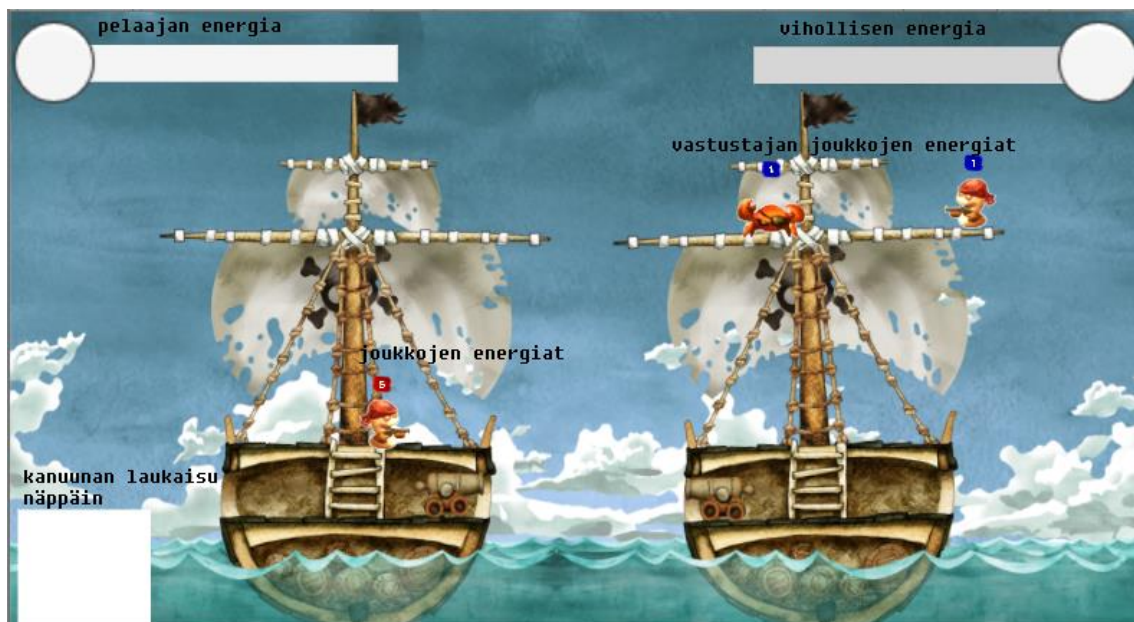 pelaajan energia
vihollisen energia
vastustajan joukkojen energiat
1
1
joukkojen energiat
5
kanuunan laukaisu
näppäin